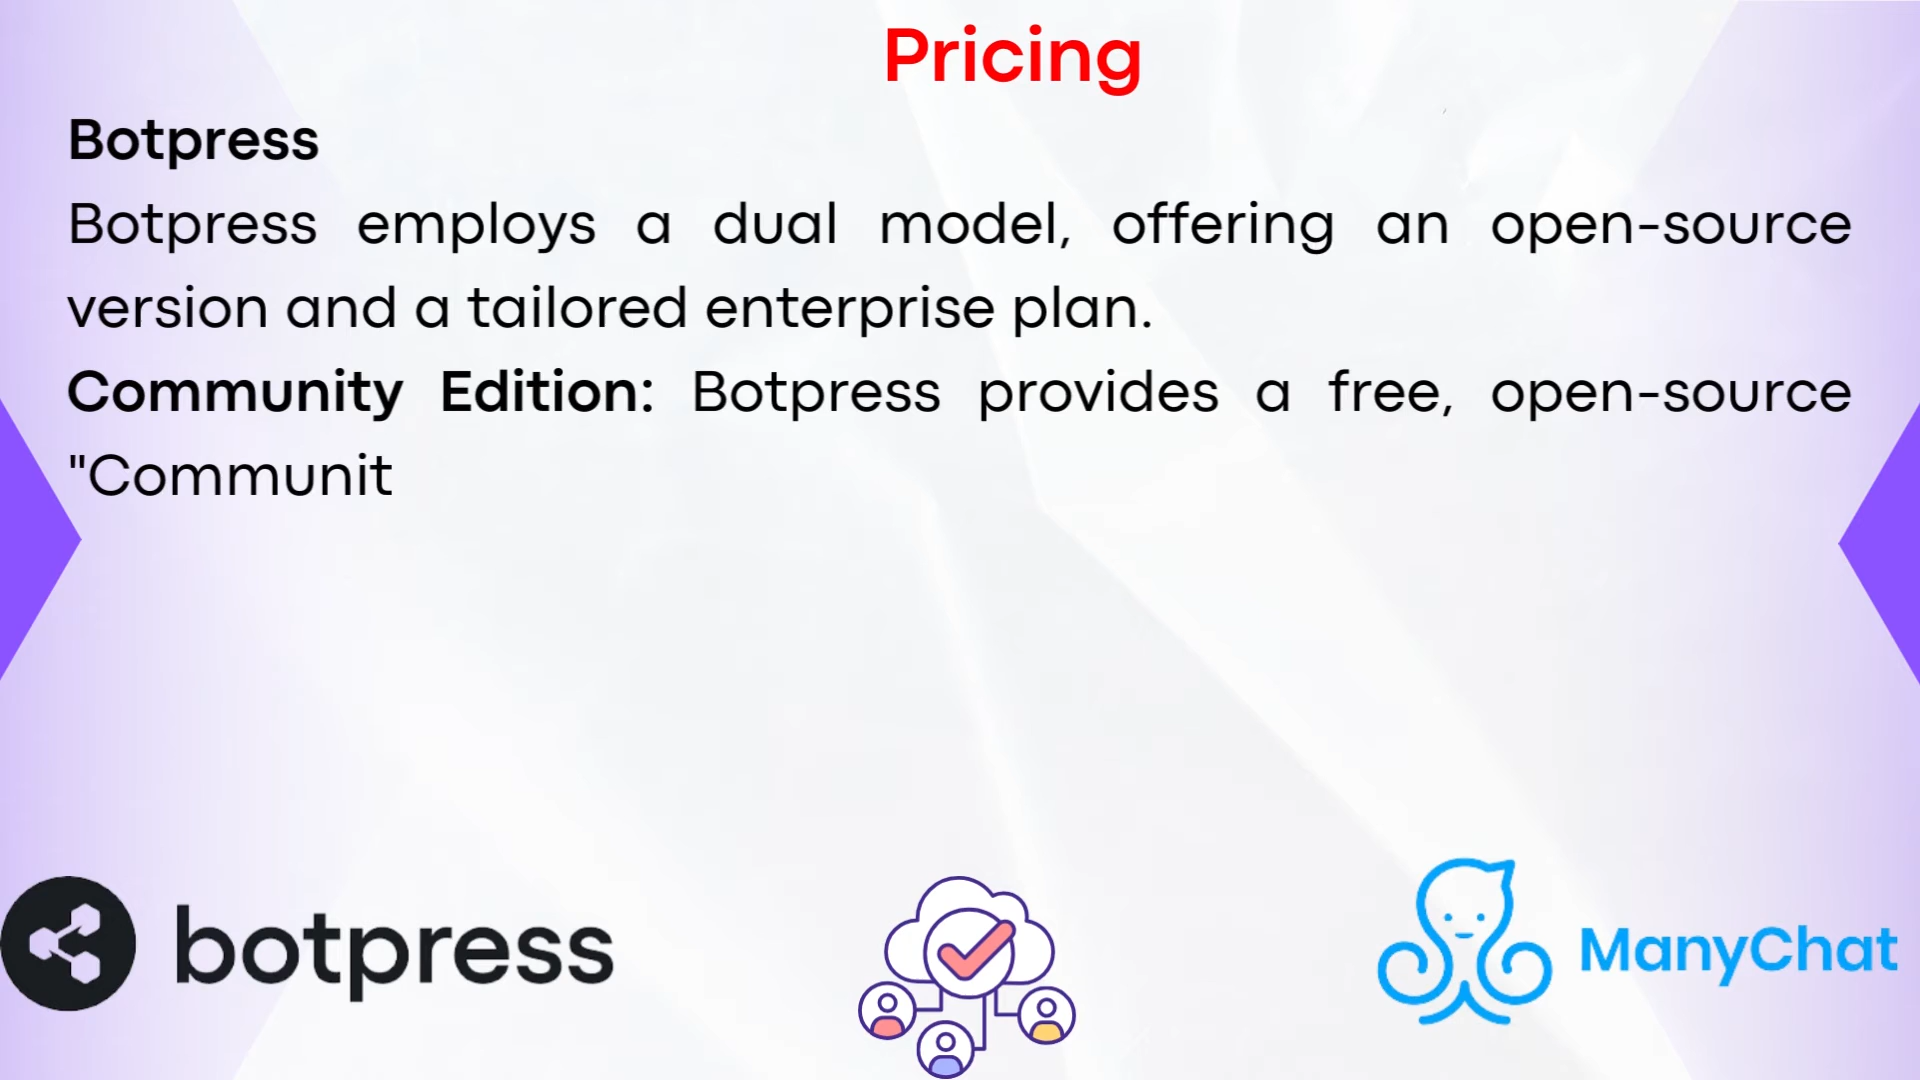 Pricing
Botpress
Botpress employs a dual model, offering an open-source
version and a tailored enterprise plan.
Community Edition: Botpress provides a free, open-source
"Communit
botpress
ManyChat